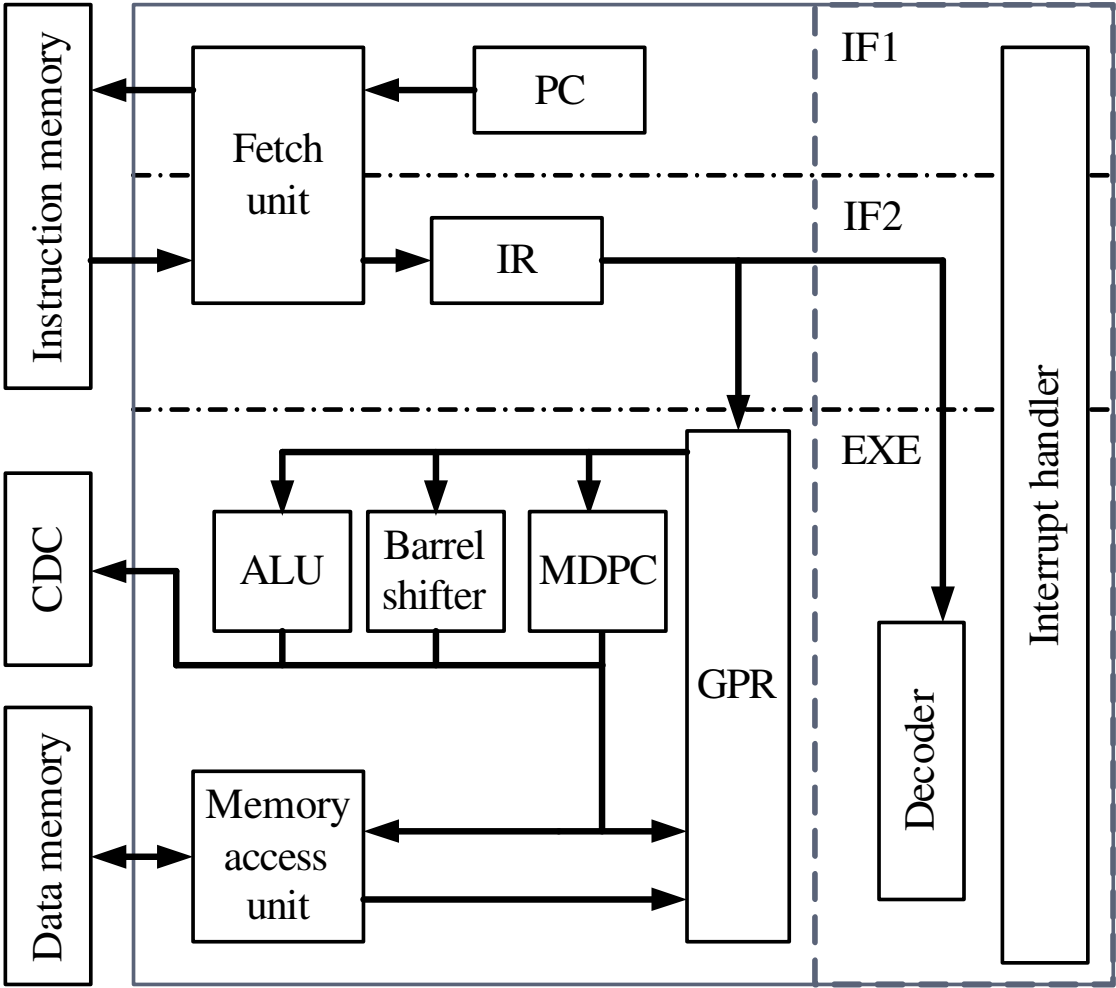 Instruction memory
Fetch
unit
PC
IF1
IR
IF2
CDC
ALU
Barrel
shifter
MDPC
GPR
EXE
Decoder
Interrupt handler
Data memory
Memory
access
unit